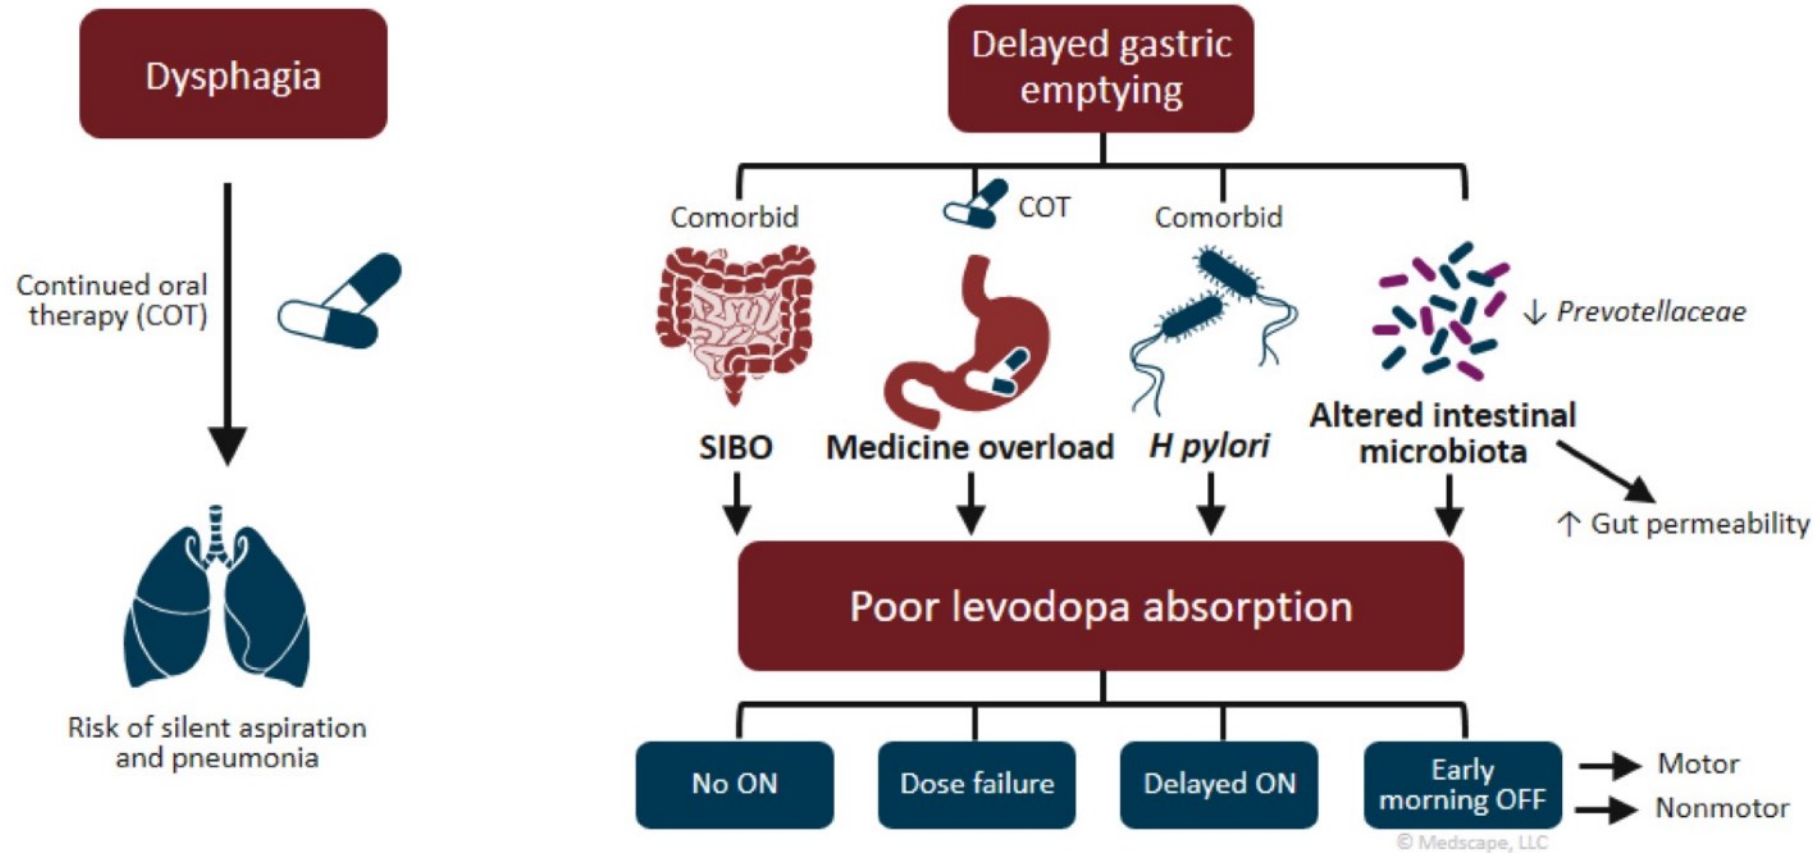 Dysphagia
Continued oral
therapy (COT)
Risk of silent aspiration
and pneumonia
Delayed gastric
emptying
Comorbid
SIBO
COT
Medicine overload
Comorbid
H pylori
↓ Prevotellaceae
Altered intestinal
microbiota
↑ Gut permeability
Poor levodopa absorption
No ON
Dose failure
Delayed ON
Early
morning OFF
Motor
Nonmotor
© Medscape, LLC